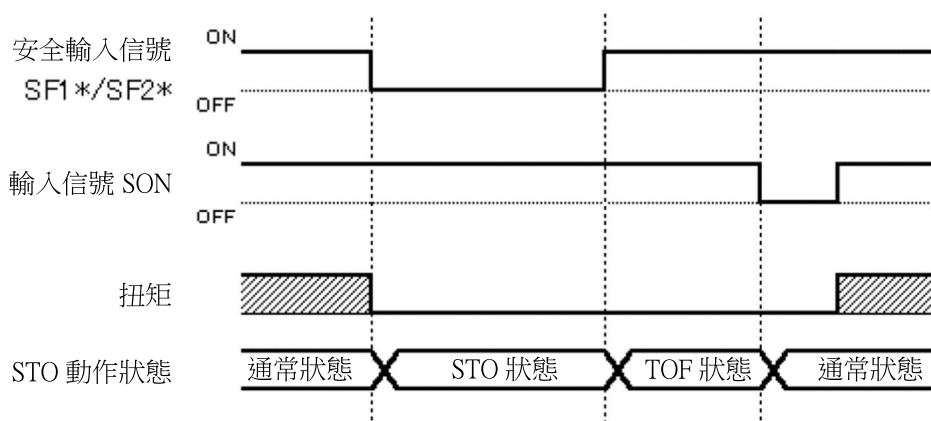 安全輸入信號
SF1*/SF2*
ON
OFF
輸入信號 SON
ON
OFF
扭矩
STO 動作狀態
通常狀態
STO 狀態
TOF 狀態
通常狀態